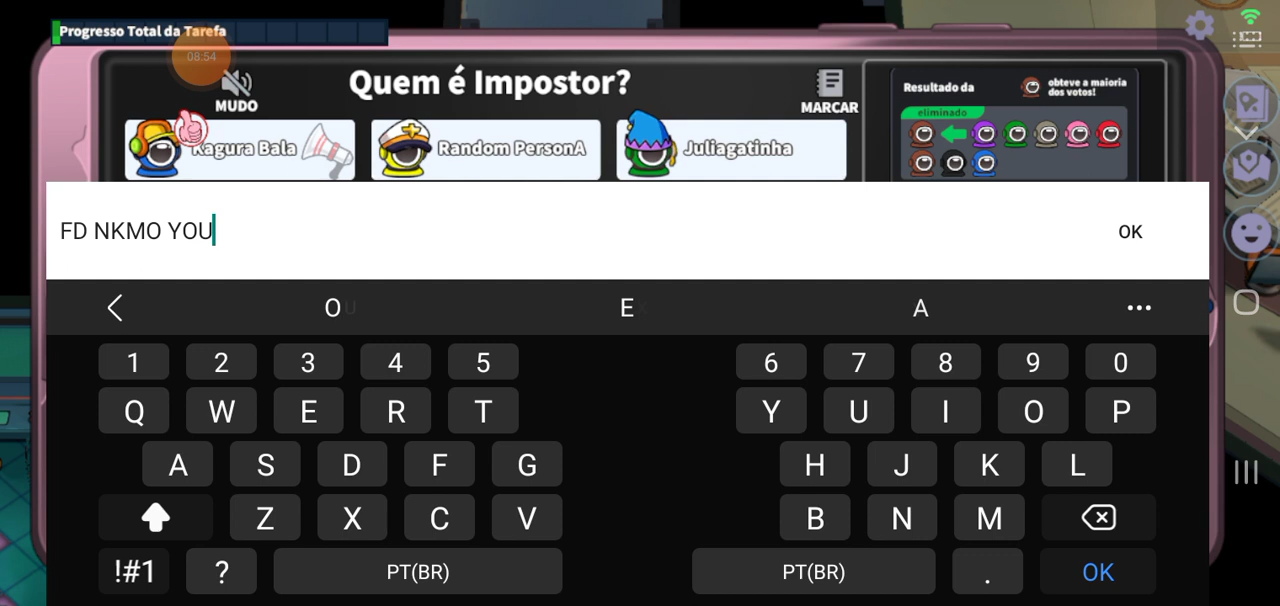 Progresso Total da Tarefa
08:54
MUDO
Quem é Impostor?
MARCAR
Resultado da
obteve a maioria
dos votos!
eliminado
Kagura Bala
Random PersonA
Juliagatinha
FD NKMO YOU
OK
O
E
A
1 2 3 4 5 6 7 8 9 0
Q W E R T Y U I O P
A S D F G H J K L
Z X C V B N M
!#1 ? PT(BR) PT(BR) . OK